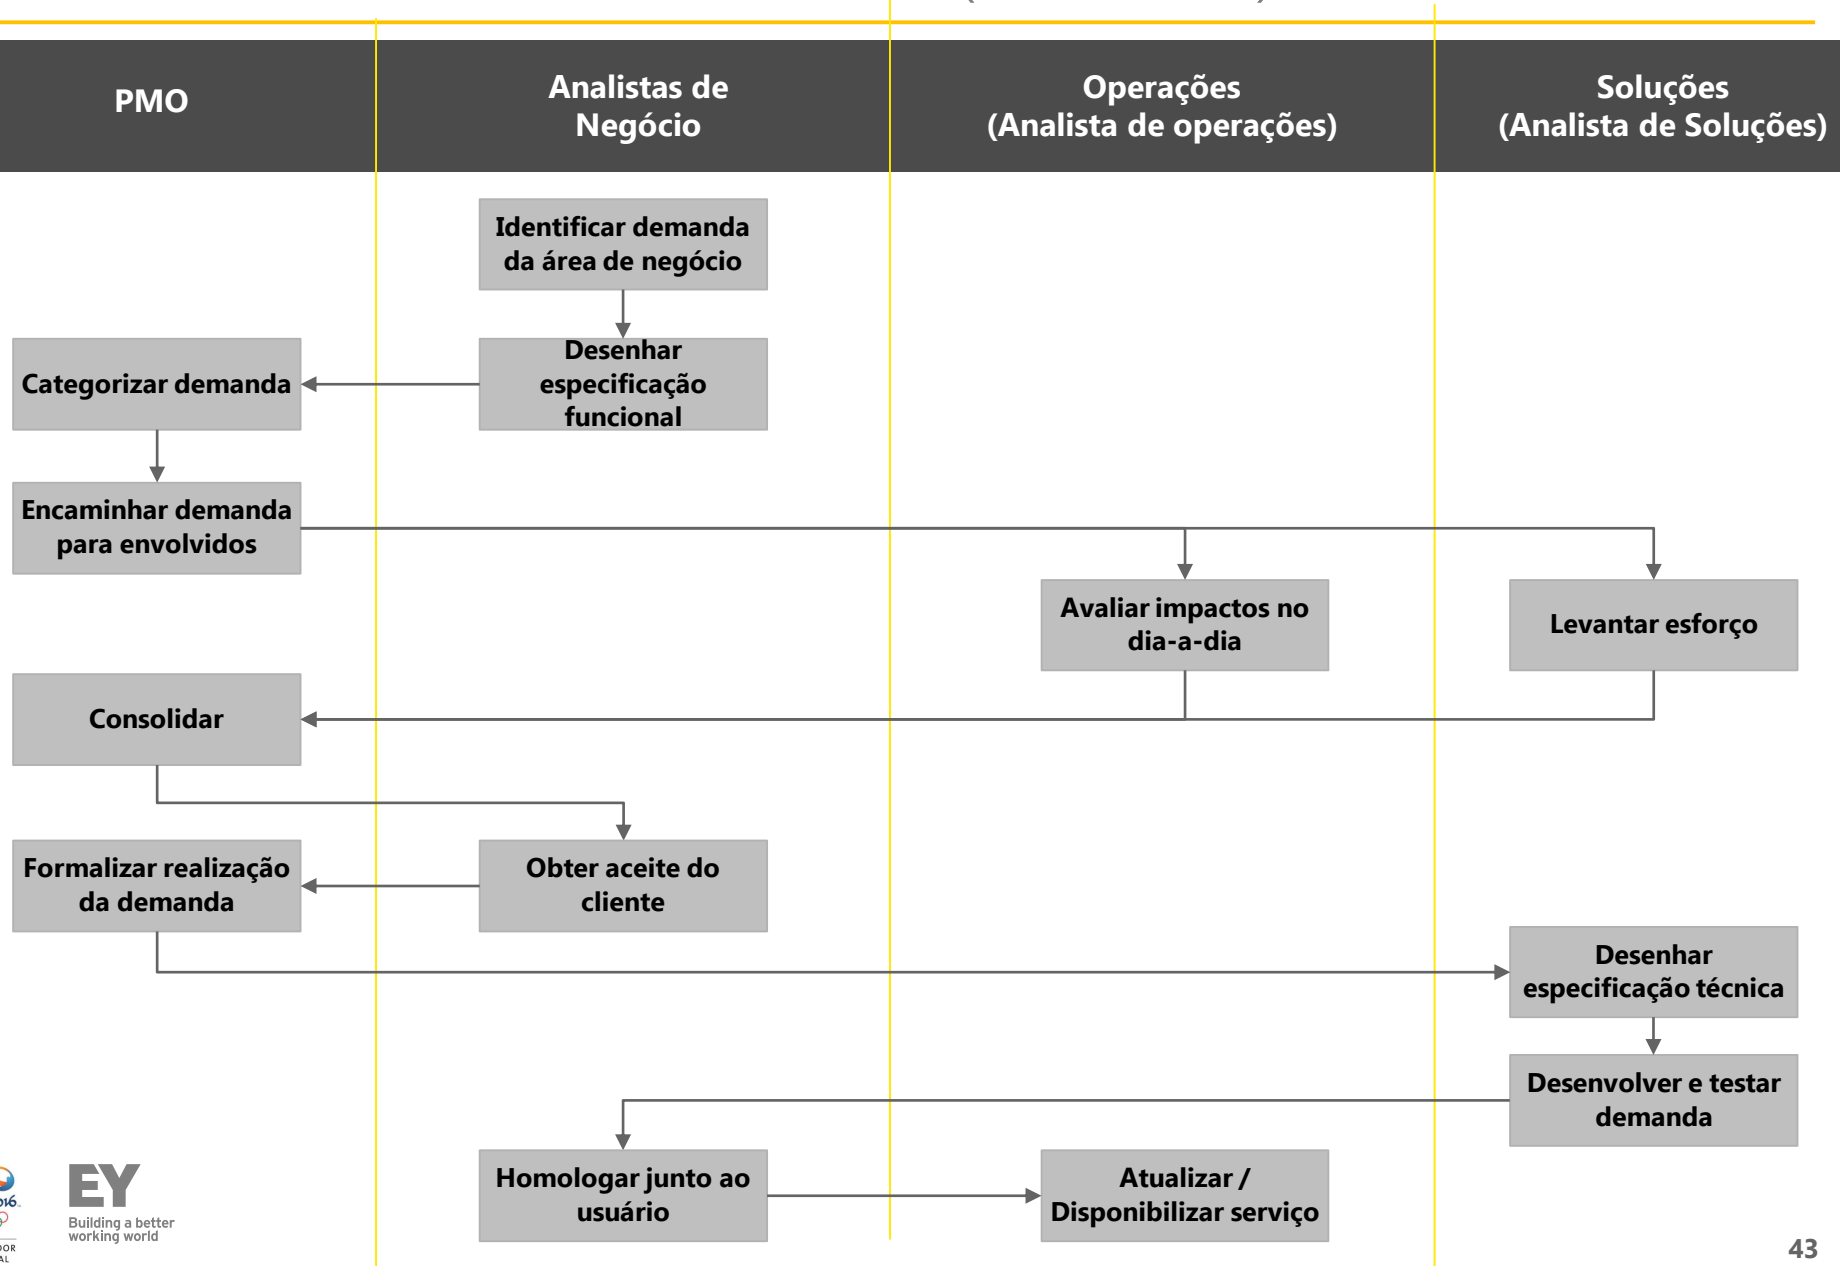 PMO
Analistas de
Negócio
Operações
(Analista de operações)
Soluções
(Analista de Soluções)
Identificar demanda
da área de negócio
Categorizar demanda
Desenhar
especificação
funcional
Encaminhar demanda
para envolvidos
Avaliar impactos no
dia-a-dia
Levantar esforço
Consolidar
Formalizar realização
da demanda
Obter aceite do
cliente
Desenhar
especificação técnica
Desenvolver e testar
demanda
Homologar junto ao
usuário
Atualizar /
Disponibilizar serviço
EY
Building a better
working world
43